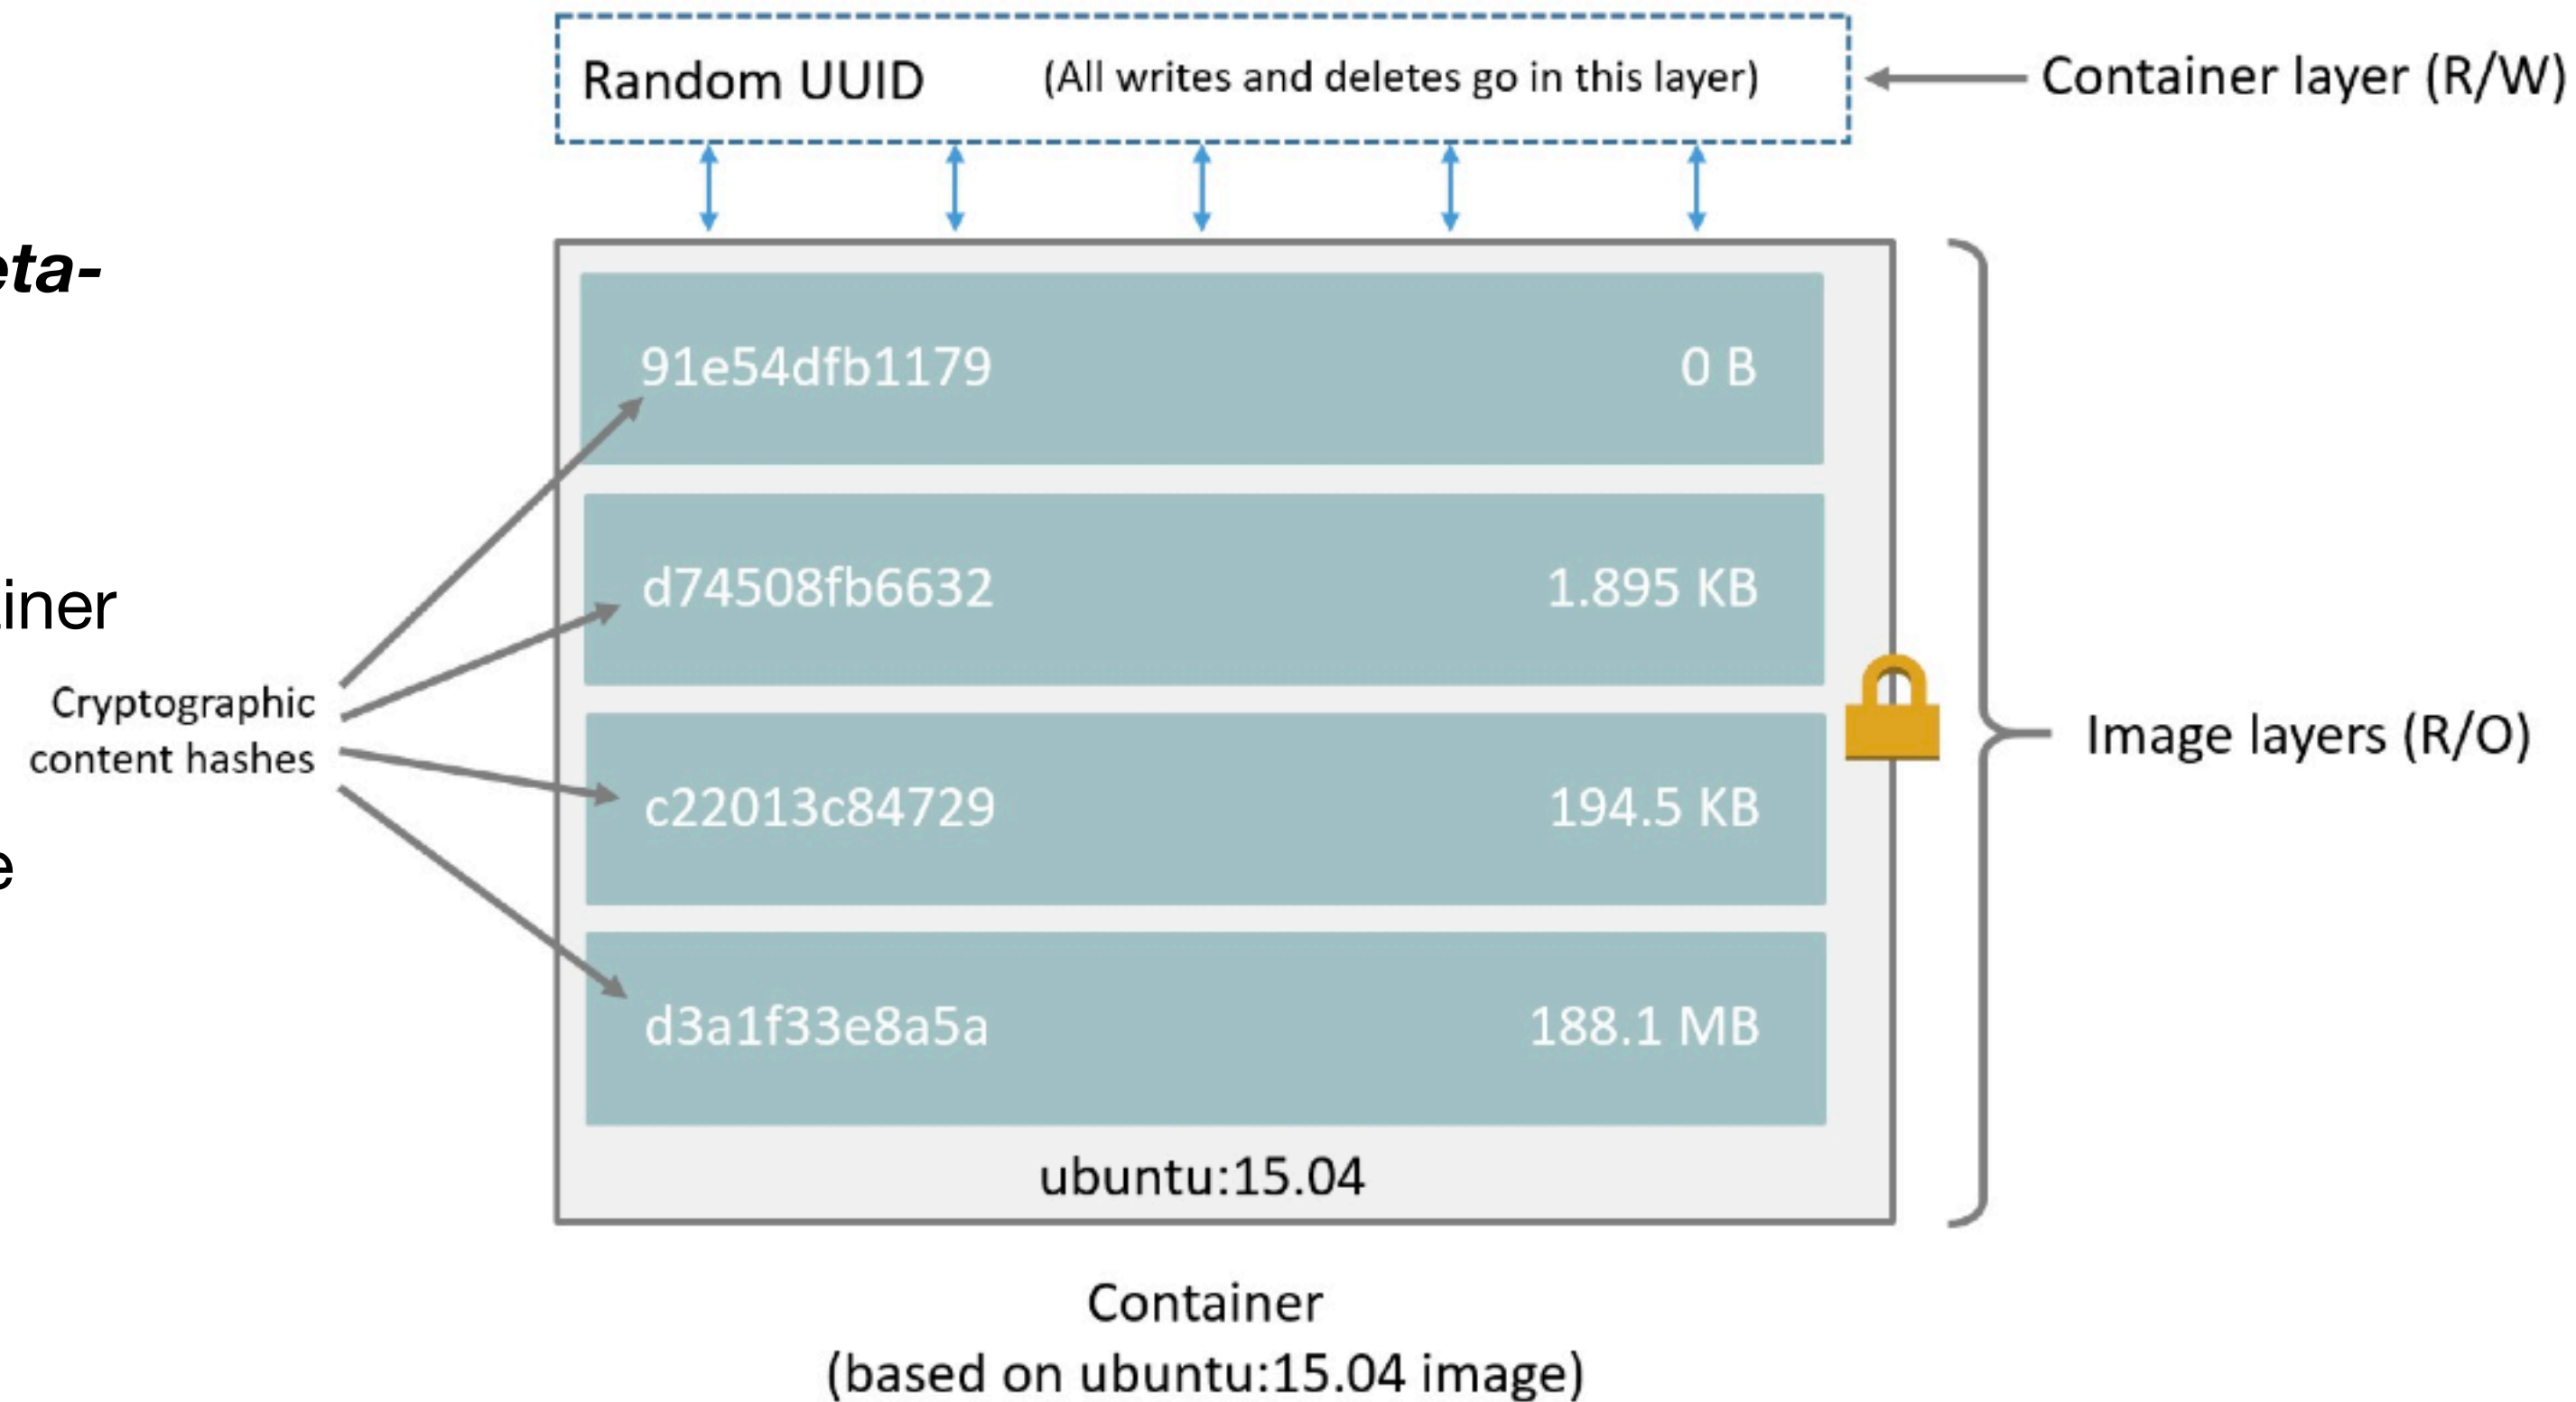 Random UUID (All writes and deletes go in this layer)
Container layer (R/W)
eta-
91e54dfb1179 0 B
d74508fb6632 1.895 KB
iner
Cryptographic
content hashes
Image layers (R/O)
c22013c84729 194.5 KB
e
d3a1f33e8a5a 188.1 MB
ubuntu:15.04
Container
(based on ubuntu:15.04 image)